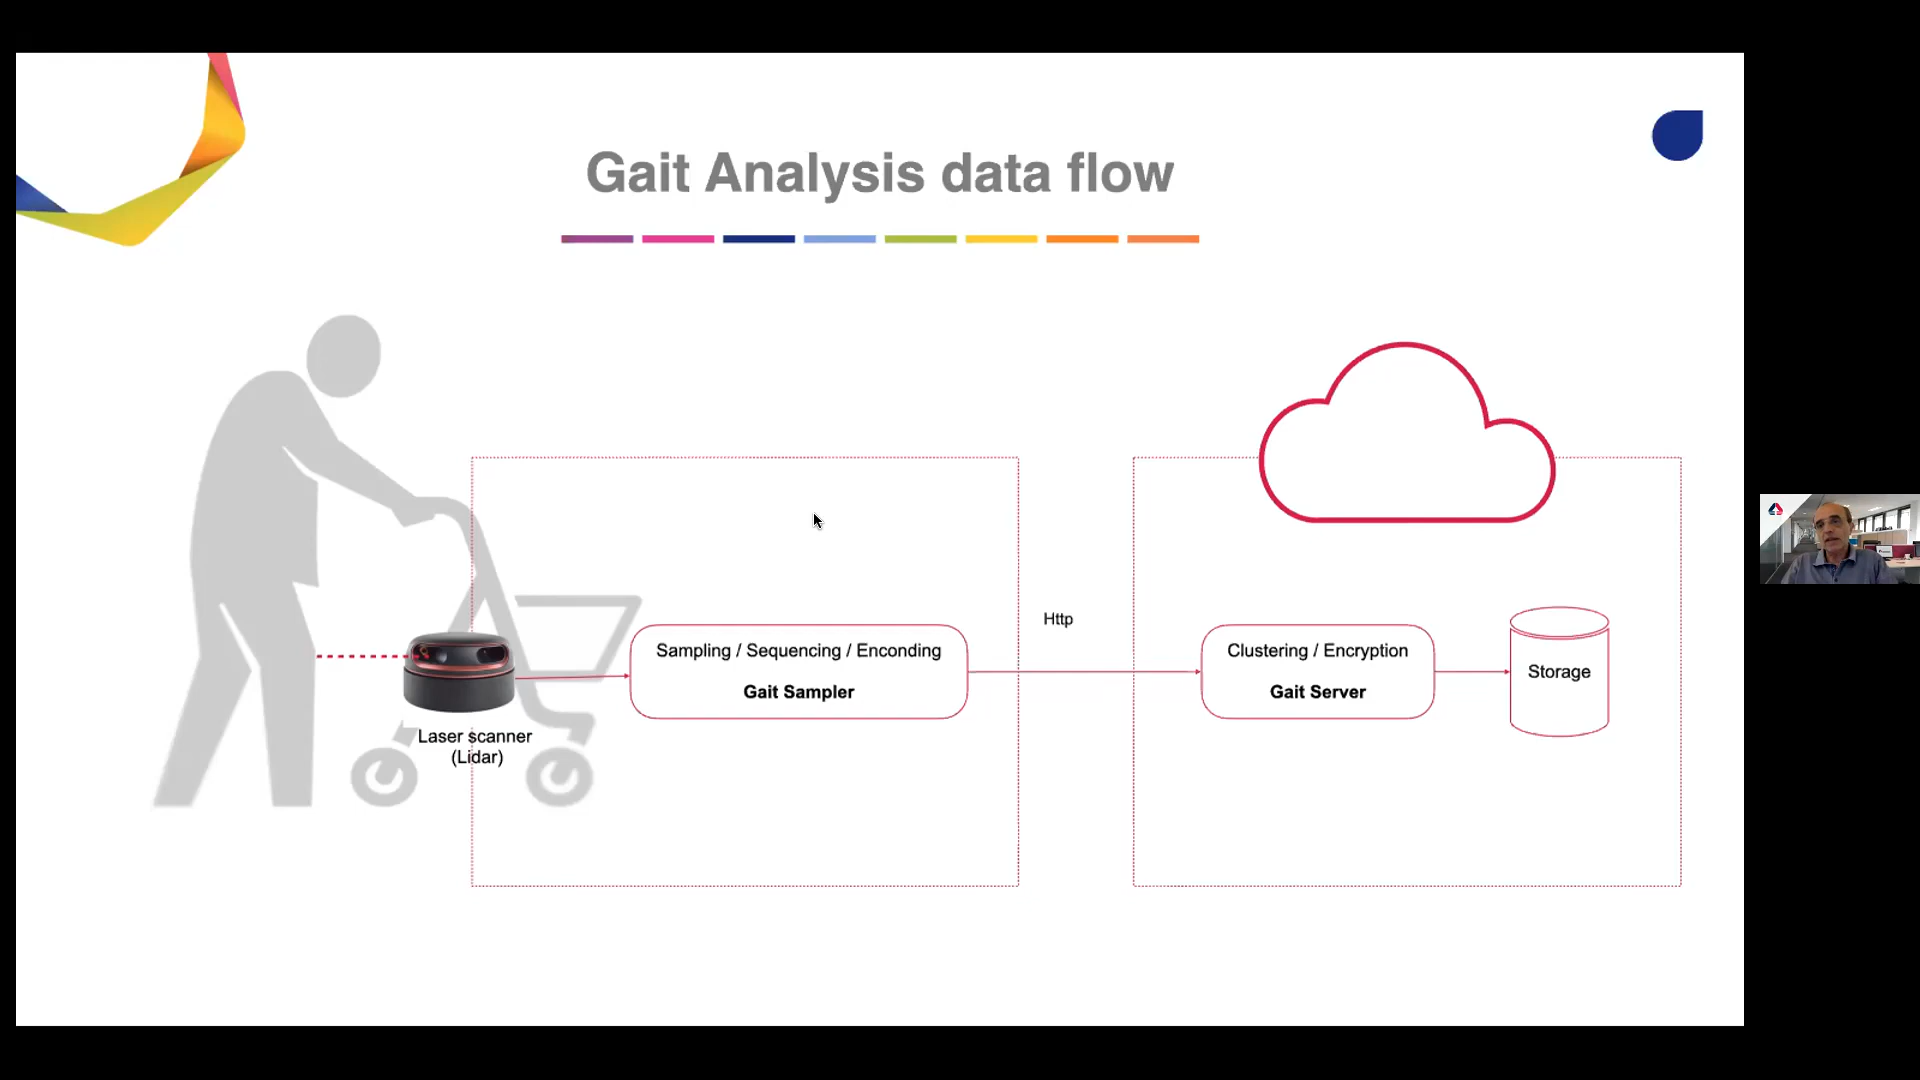 Gait Analysis data flow
Http
Sampling / Sequencing / Enconding
Gait Sampler
Clustering / Encryption
Gait Server
Storage
Laser scanner
(Lidar)